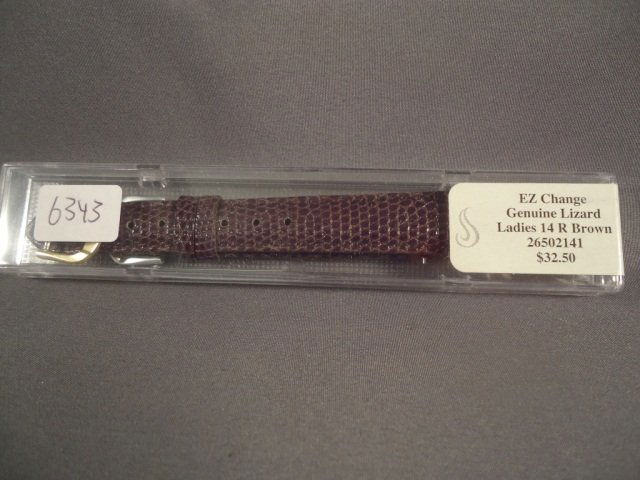 6343
EZ Change
Genuine Lizard
Ladies 14 R Brown
26502141
$32.50